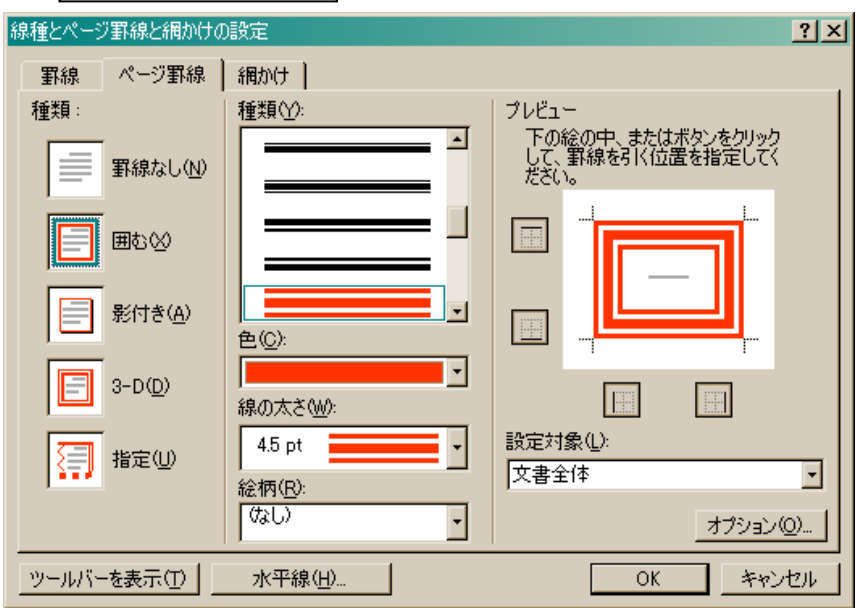 線種とページ罫線と網かけの設定
罫線
ページ罫線
網かけ
種類:
罫線なし(N)
囲む(X)
影付き(A)
3-D(D)
指定(U)
種類(Y):
色(C):
線の太さ(W):
4.5 pt
絵柄(R):
(なし)
プレビュー
下の絵の中、またはボタンをクリック
して、罫線を引く位置を指定してく
ださい。
設定対象(L):
文書全体
オプション(O)...
ツールバーを表示(T)
水平線(H)...
OK
キャンセル